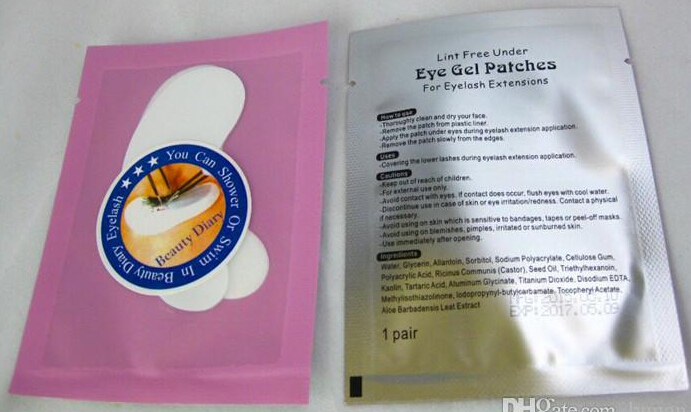 You Can Shower Or Swim In Beauty Diary Eyelash
Beauty Diary
Lint Free Under
Eye Gel Patches
For Eyelash Extensions
How to use
-Thoroughly clean and dry your face.
-Remove the patch from plastic liner.
-Apply the patch under eyes during eyelash extension application.
-Remove the patch slowly from the edges.
Uses
-Covering the lower lashes during eyelash extension application.
Cautions
-Keep out of reach of children.
-For external use only.
-Avoid contact with eyes. If contact does occur, flush eyes with cool water.
-Discontinue use in case of skin or eye irritation/redness. Contact a physical
if necessary.
-Avoid using on skin which is sensitive to bandages, tapes or peel-off masks.
-Avoid using on blemishes, pimples, irritated or sunburned skin.
-Use immediately after opening.
Ingredients
Water, Glycerin, Allantoin, Sorbitol, Sodium Polyacrylate, Cellulose Gum,
Polyacrylic Acid, Ricimus Communis (Castor), Seed Oil, Triethylhexanoin,
Kaolin, Tartaric Acid, Aluminum Glycinate, Titanium Dioxide, Disodium EDTA,
Methylisothiazolinone, Iodopropynyl-butylcarbamate, Tocopheryl Acetate,
Aloe Barbadensis Leaf Extract
EXP:2017.05.09
1 pair
DHgate.com